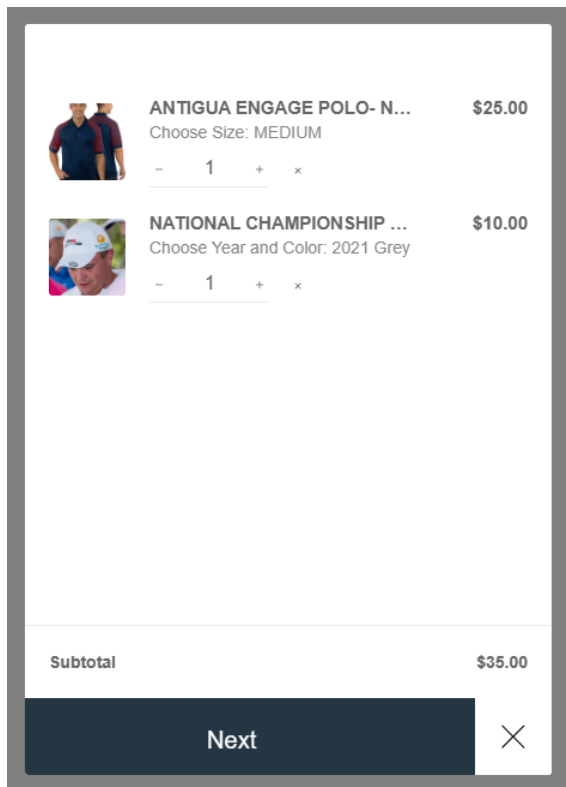 ANTIGUA ENGAGE POLO- N... $25.00
Choose Size: MEDIUM
− 1 + ×
NATIONAL CHAMPIONSHIP ... $10.00
Choose Year and Color: 2021 Grey
− 1 + ×
Subtotal $35.00
Next